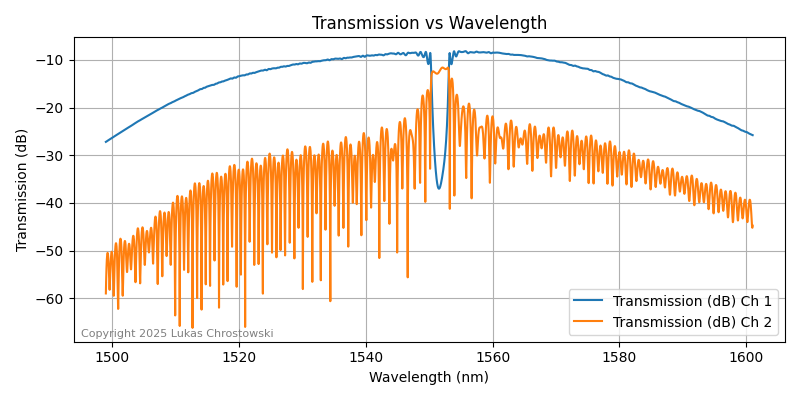 Transmission vs Wavelength
Transmission (dB)
−10
−20
−30
−40
−50
−60
Transmission (dB) Ch 1
Transmission (dB) Ch 2
Copyright 2025 Lukas Chrostowski
1500
1520
1540
1560
1580
1600
Wavelength (nm)